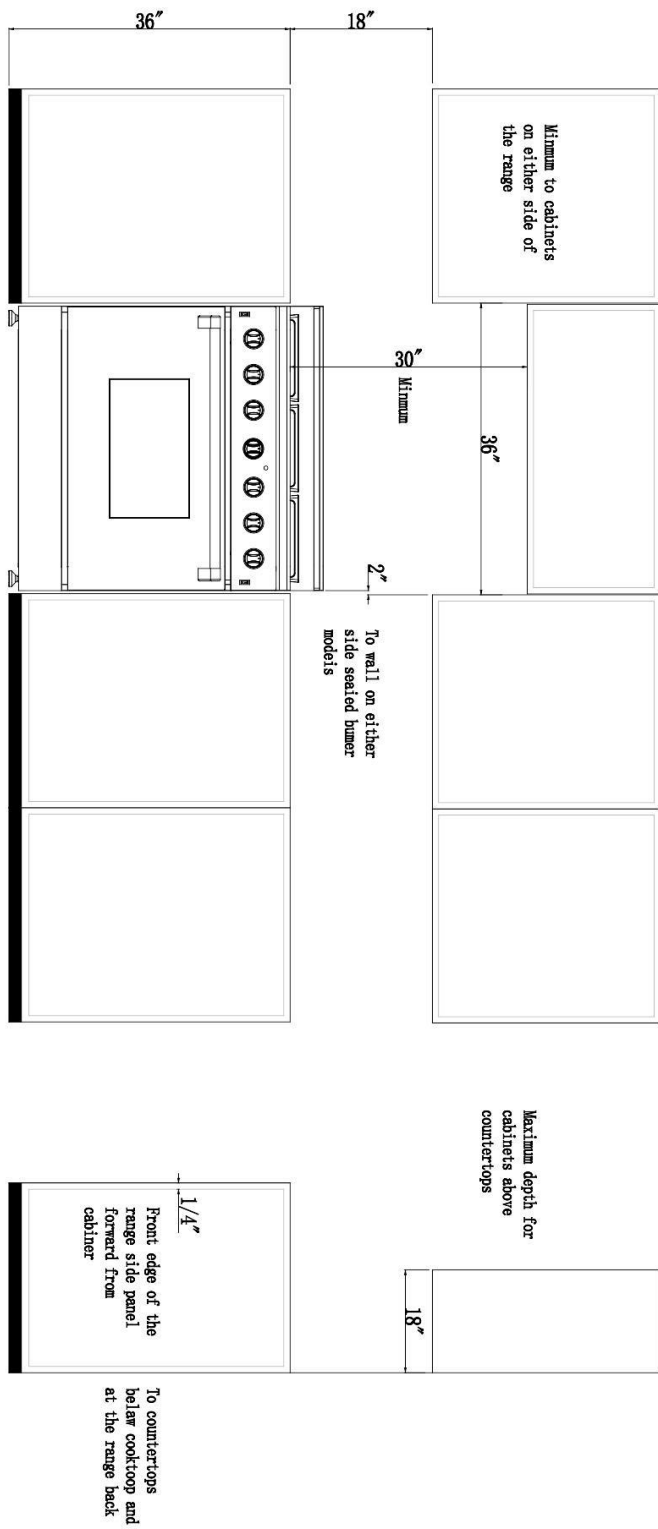 36"
18"
Minmum to cabinets
on either side of
the range
30"
Minmum
36"
2"
To wall on either
side seaied bumer
modeis
Maximum depth for
cabinets above
countertops
18"
1/4"
Front edge of the
range side panel
forward from
cabiner
To countertops
belaw cooktoop and
at the range back